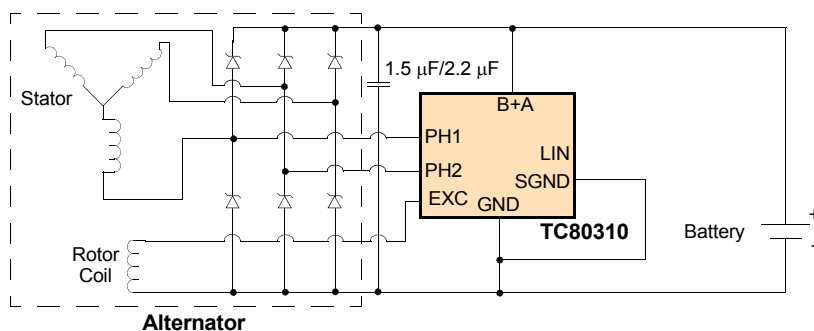 Stator
1.5 μF/2.2 μF
B+A
PH1
LIN
PH2
SGND
EXC
GND
TC80310
Battery
+
-
Rotor
Coil
Alternator